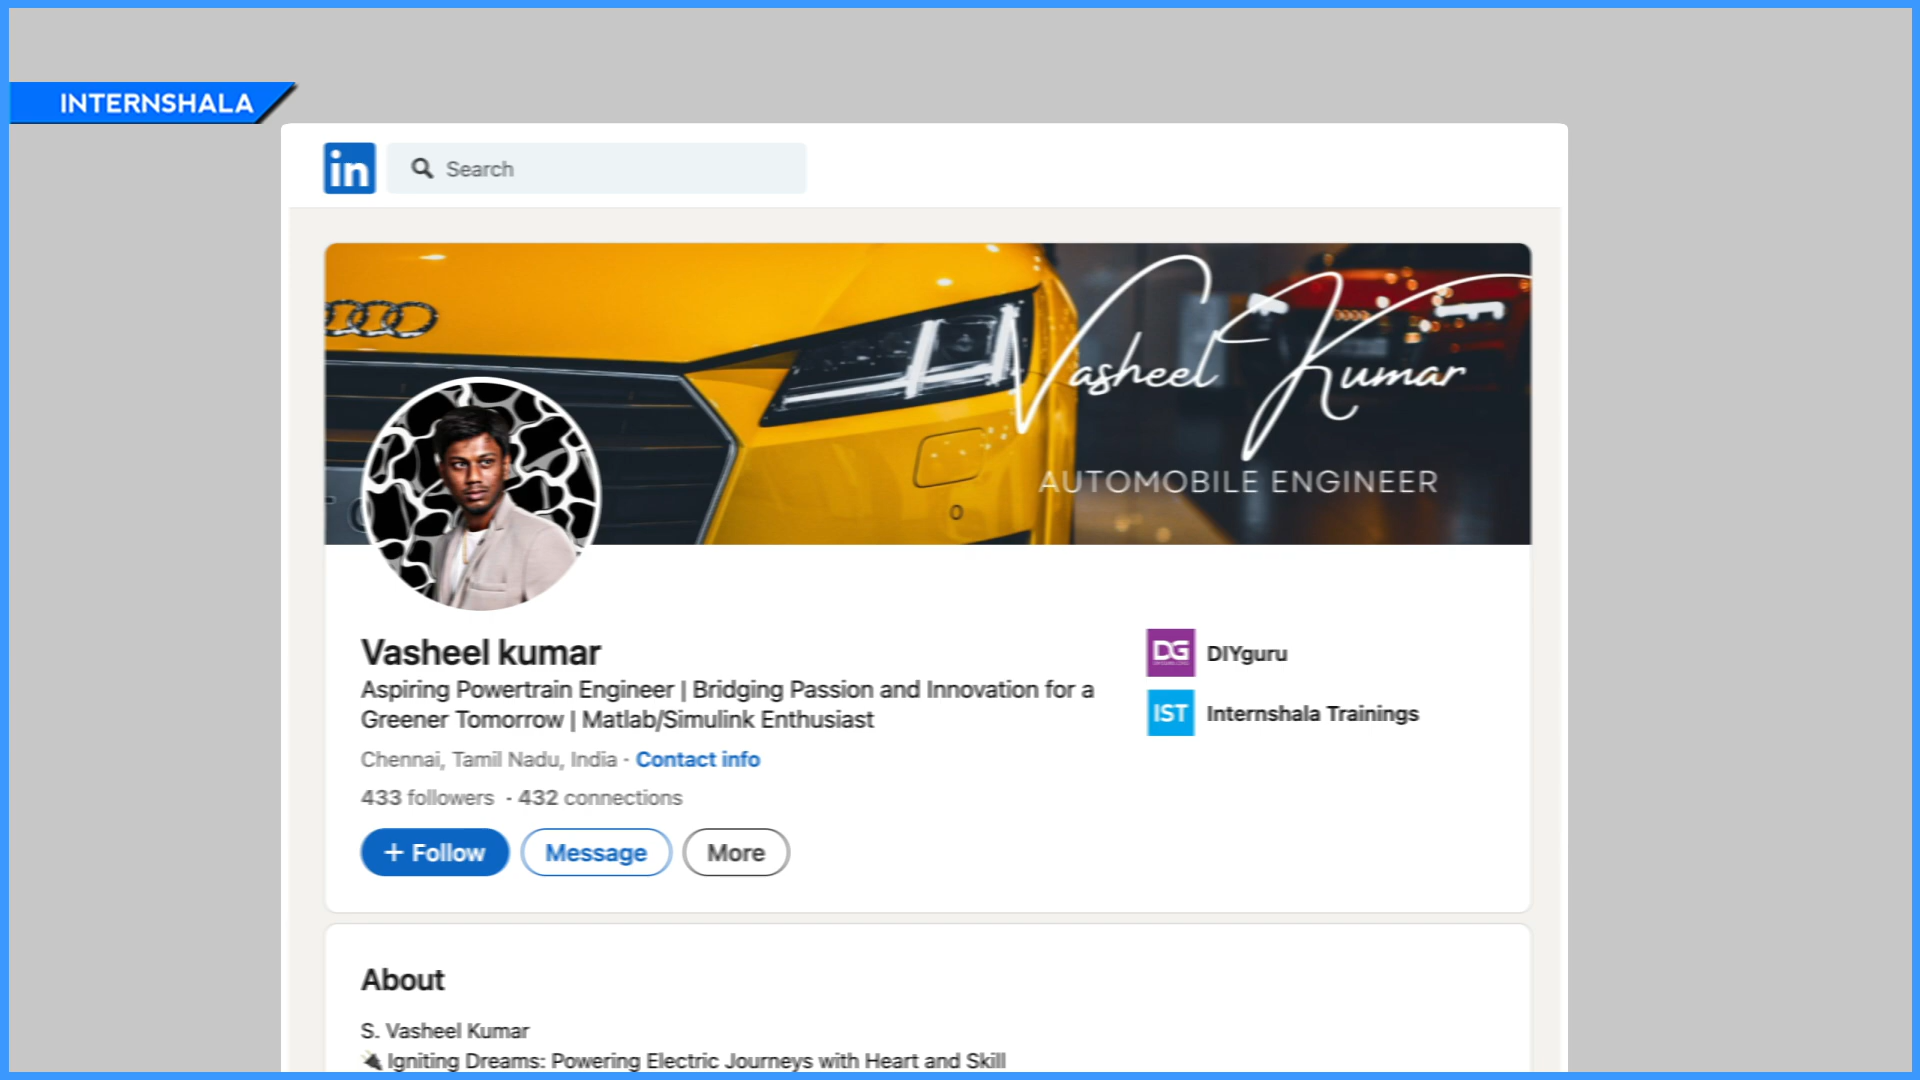 INTERNSHALA
in
Search
Vasheel Kumar
AUTOMOBILE ENGINEER
Vasheel kumar
Aspiring Powertrain Engineer | Bridging Passion and Innovation for a
Greener Tomorrow | Matlab/Simulink Enthusiast
Chennai, Tamil Nadu, India · Contact info
433 followers · 432 connections
+ Follow
Message
More
DG
DIYguru
IST
Internshala Trainings
About
S. Vasheel Kumar
🔌 Igniting Dreams: Powering Electric Journeys with Heart and Skill